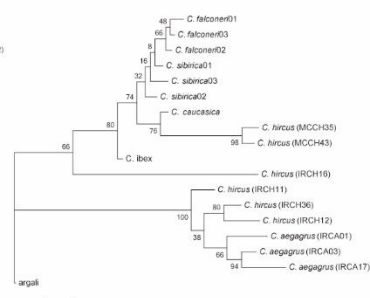 C. falconeri01
48
C. falconeri03
66
C. falconeri02
8
C. sibirica01
16
C. sibirica03
32
C. sibirica02
74
C. caucasica
76
C. hircus (MCCH35)
98
C. hircus (MCCH43)
80
C. ibex
66
C. hircus (IRCH16)
C. hircus (IRCH11)
100
C. hircus (IRCH36)
80
C. hircus (IRCH12)
38
C. aegagrus (IRCA01)
66
C. aegagrus (IRCA03)
94
C. aegagrus (IRCA17)
argali